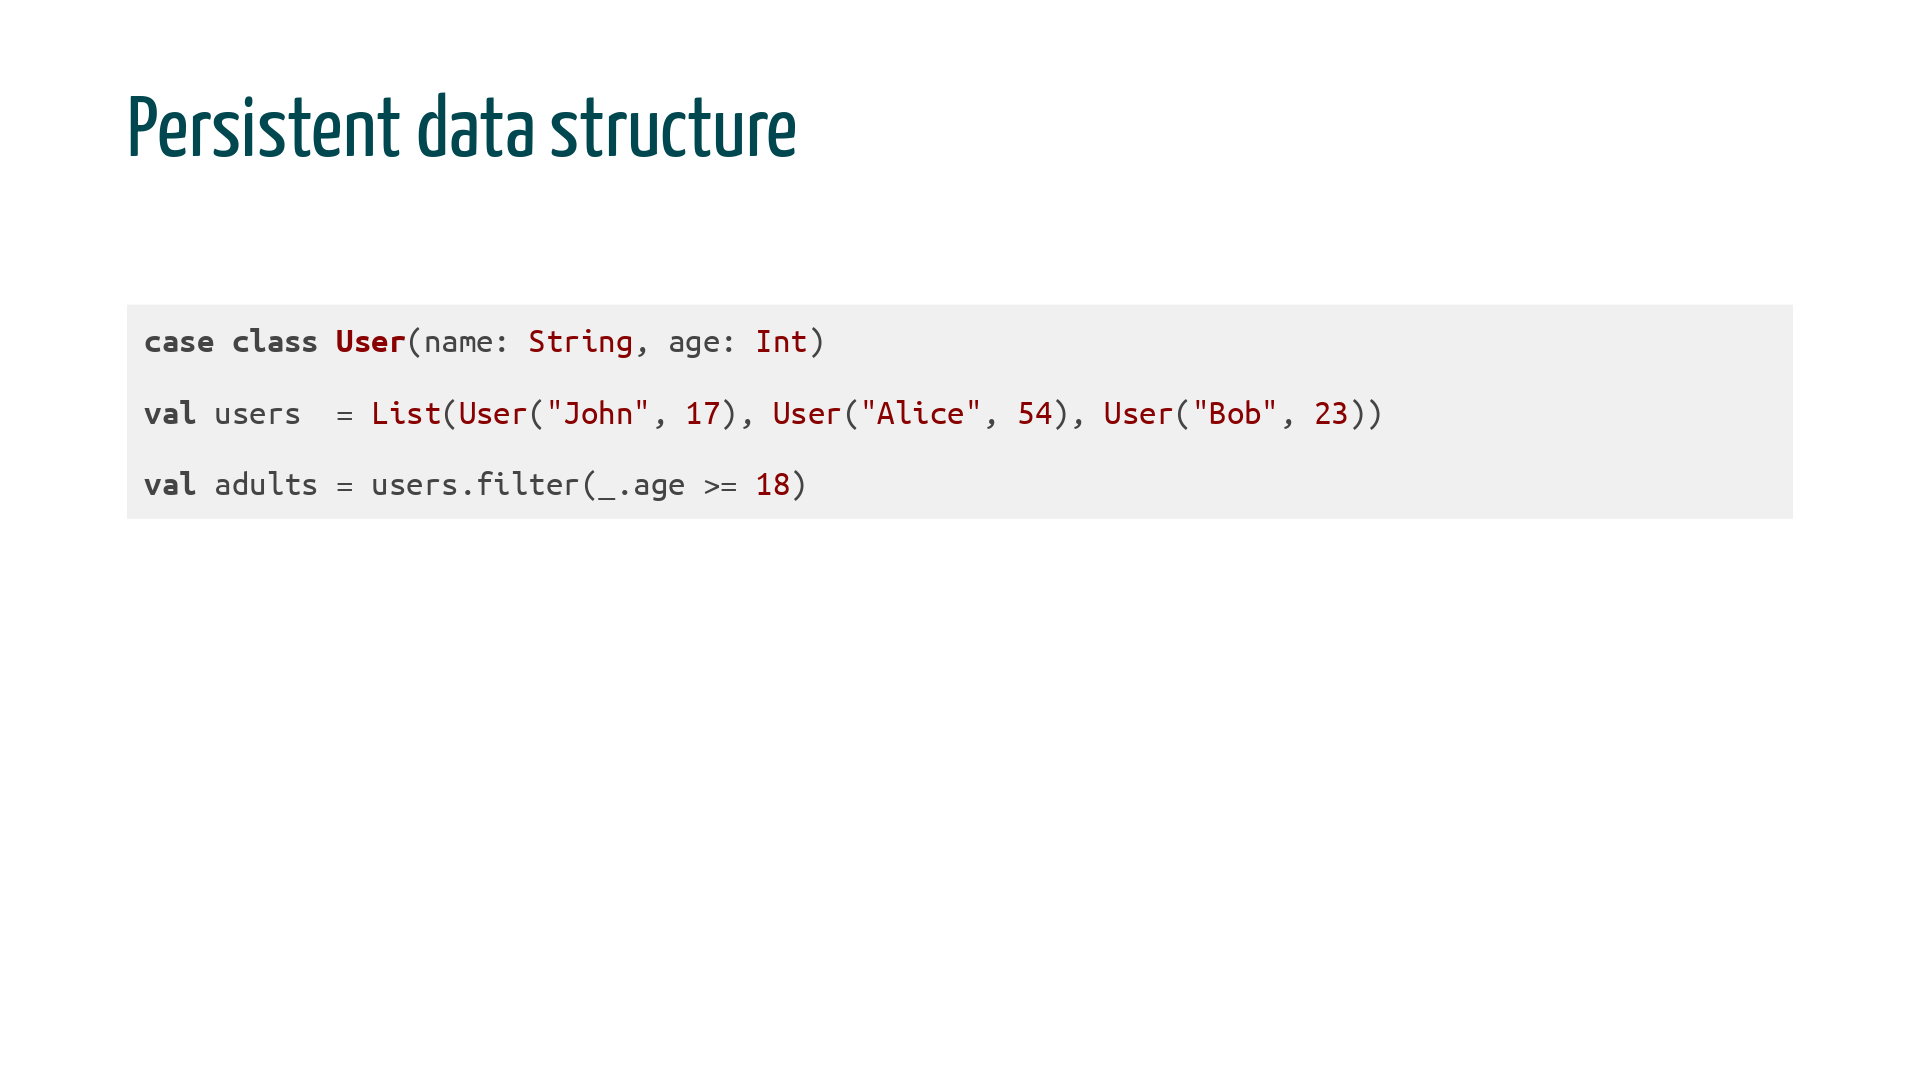 Persistent data structure
case class User(name: String, age: Int)
val users  = List(User("John", 17), User("Alice", 54), User("Bob", 23))
val adults = users.filter(_.age >= 18)